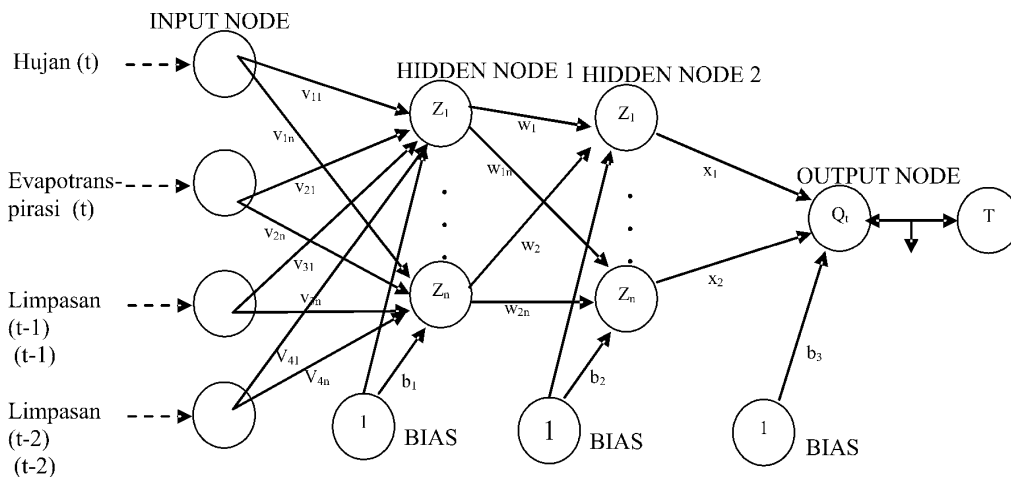 INPUT NODE
Hujan (t)
HIDDEN NODE 1
HIDDEN NODE 2
v11
v1n
Z1
w1
Z1
Evapotrans-
pirasi (t)
v21
v2n
w1n
w2
x1
OUTPUT NODE
Qt
T
Limpasan
(t-1)
(t-1)
v31
v3n
Zn
w2n
Zn
x2
Limpasan
(t-2)
(t-2)
V41
V4n
b1
b2
b3
1
BIAS
1
BIAS
1
BIAS